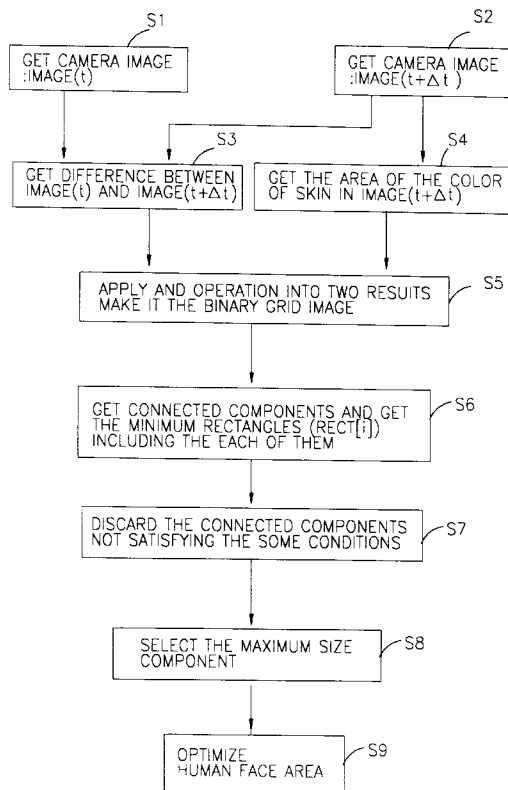 S1
GET CAMERA IMAGE
:IMAGE(t)
S2
GET CAMERA IMAGE
:IMAGE(t+Δt )
S3
GET DIFFERENCE BETWEEN
IMAGE(t) AND IMAGE(t+Δt)
S4
GET THE AREA OF THE COLOR
OF SKIN IN IMAGE(t+Δt)
S5
APPLY AND OPERATION INTO TWO RESULTS
MAKE IT THE BINARY GRID IMAGE
S6
GET CONNECTED COMPONENTS AND GET
THE MINIMUM RECTANGLES (RECT[i])
INCLUDING THE EACH OF THEM
S7
DISCARD THE CONNECTED COMPONENTS
NOT SATISFYING THE SOME CONDITIONS
S8
SELECT THE MAXIMUM SIZE
COMPONENT
S9
OPTIMIZE
HUMAN FACE AREA